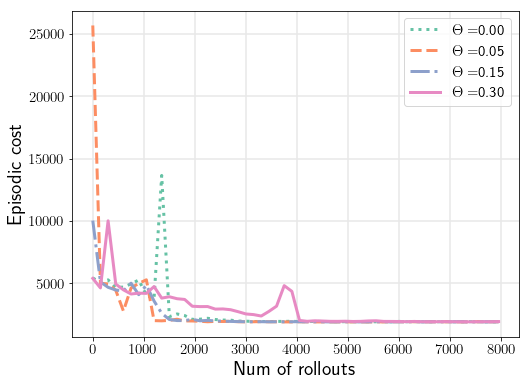 Θ =0.00
Θ =0.05
Θ =0.15
Θ =0.30
25000
20000
15000
10000
5000
Episodic cost
0 1000 2000 3000 4000 5000 6000 7000 8000
Num of rollouts